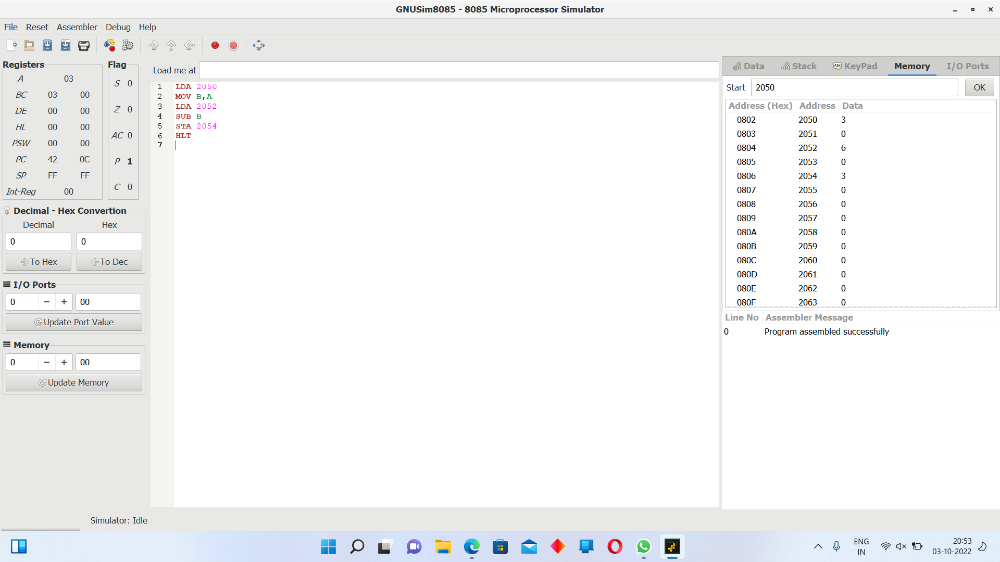 GNUSim8085 - 8085 Microprocessor Simulator
File Reset Assembler Debug Help
Registers
A 03
BC 03 00
DE 00 00
HL 00 00
PSW 00 00
PC 42 0C
SP FF FF
Int-Reg 00
Flag
S 0
Z 0
AC 0
P 1
C 0
Decimal - Hex Convertion
Decimal Hex
0 0
To Hex To Dec
I/O Ports
0 − + 00
Update Port Value
Memory
0 − + 00
Update Memory
Load me at
1 LDA 2050
2 MOV B,A
3 LDA 2052
4 SUB B
5 STA 2054
6 HLT
7
Data Stack Abc KeyPad Memory I/O Ports
Start 2050 OK
Address (Hex) Address Data
0802 2050 3
0803 2051 0
0804 2052 6
0805 2053 0
0806 2054 3
0807 2055 0
0808 2056 0
0809 2057 0
080A 2058 0
080B 2059 0
080C 2060 0
080D 2061 0
080E 2062 0
080F 2063 0
Line No Assembler Message
0 Program assembled successfully
Simulator: Idle
ENG
IN
20:53
03-10-2022